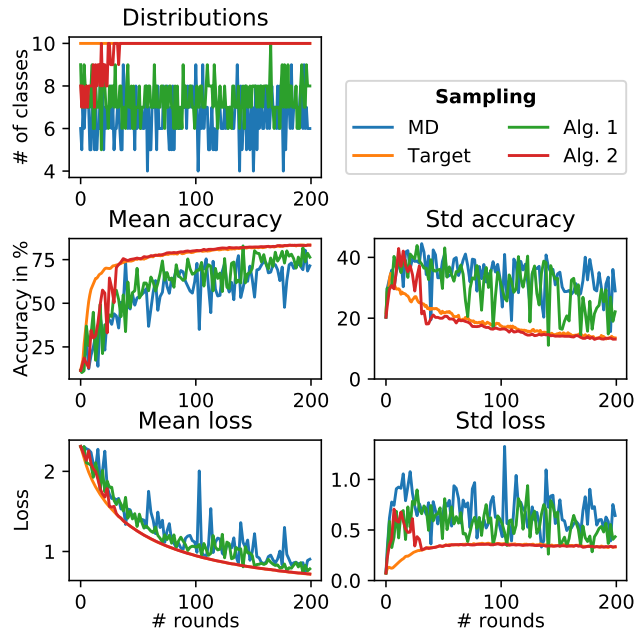 Distributions
# of classes
10
8
6
4
0
100
200
Sampling
MD
Alg. 1
Target
Alg. 2
Mean accuracy
Accuracy in %
75
50
25
0
100
200
Std accuracy
40
20
0
0
100
200
Mean loss
Loss
2
1
0
100
200
# rounds
Std loss
1.0
0.5
0.0
0
100
200
# rounds